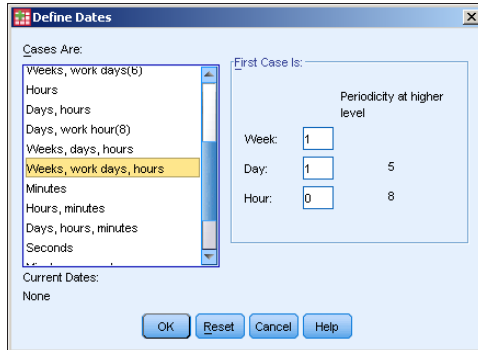 Define Dates
Cases Are:
Weeks, work days(6)
Hours
Days, hours
Days, work hour(8)
Weeks, days, hours
Weeks, work days, hours
Minutes
Hours, minutes
Days, hours, minutes
Seconds
Current Dates:
None
First Case Is:
Periodicity at higher
level
Week: 1
Day: 1 5
Hour: 0 8
OK Reset Cancel Help